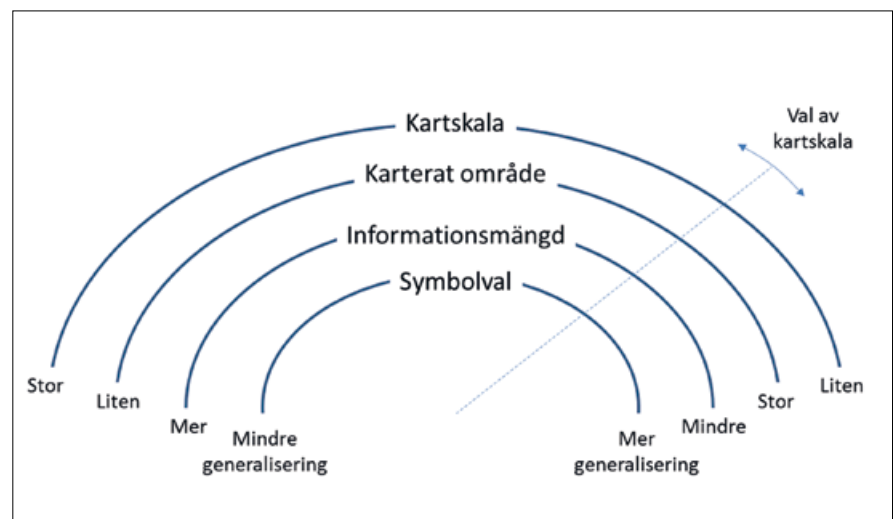 Kartskala
Val av
kartskala
Karterat område
Informationsmängd
Symbolval
Stor
Liten
Mer
Mindre
generalisering
Mer
generalisering
Mindre
Stor
Liten